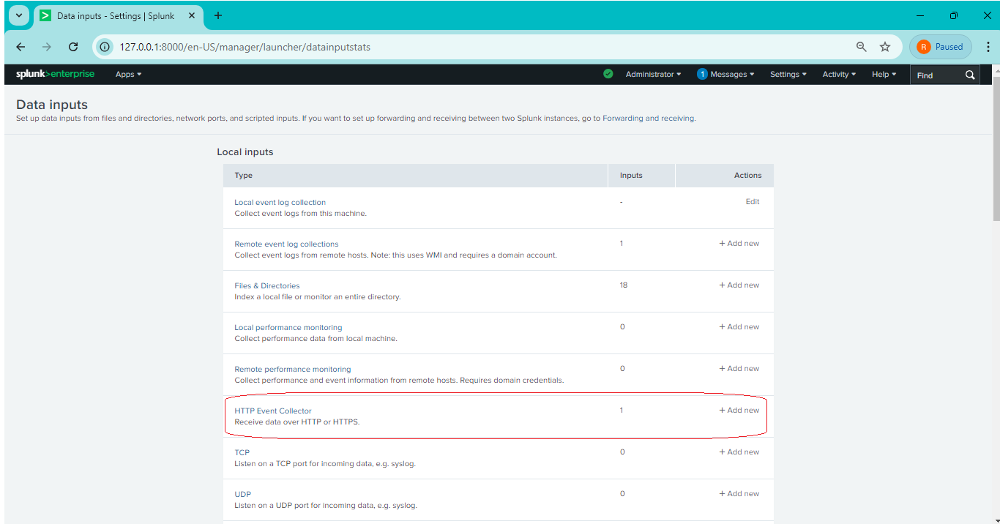 Data inputs - Settings | Splunk
127.0.0.1:8000/en-US/manager/launcher/datainputstats
R Paused
splunk>enterprise Apps Administrator 1 Messages Settings Activity Help Find
Data inputs
Set up data inputs from files and directories, network ports, and scripted inputs. If you want to set up forwarding and receiving between two Splunk instances, go to Forwarding and receiving.
Local inputs
Type Inputs Actions
Local event log collection - Edit
Collect event logs from this machine.
Remote event log collections 1 + Add new
Collect event logs from remote hosts. Note: this uses WMI and requires a domain account.
Files & Directories 18 + Add new
Index a local file or monitor an entire directory.
Local performance monitoring 0 + Add new
Collect performance data from local machine.
Remote performance monitoring 0 + Add new
Collect performance and event information from remote hosts. Requires domain credentials.
HTTP Event Collector 1 + Add new
Receive data over HTTP or HTTPS.
TCP 0 + Add new
Listen on a TCP port for incoming data, e.g. syslog.
UDP 0 + Add new
Listen on a UDP port for incoming data, e.g. syslog.